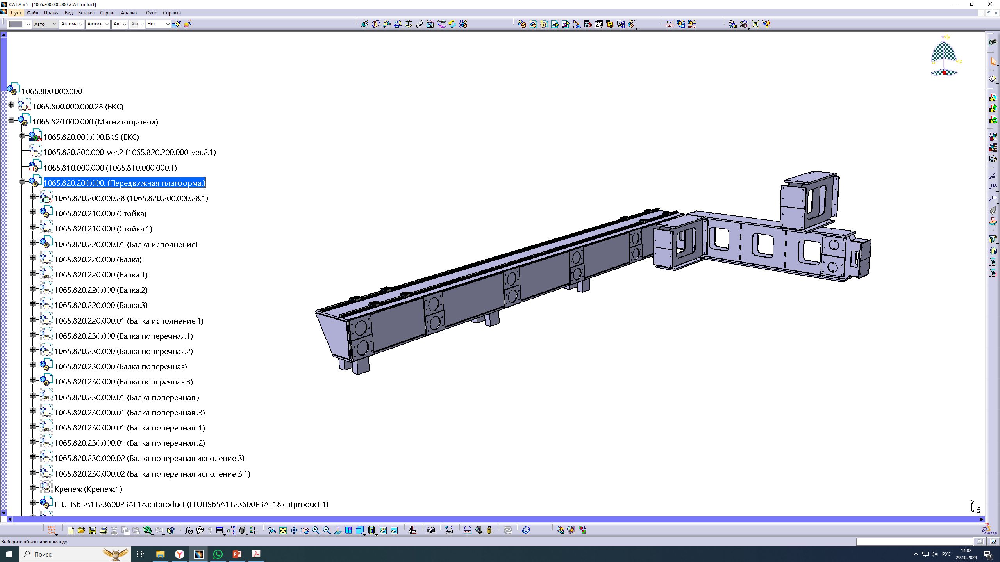 CATIA V5 - [1065.800.000.000 .CATProduct]
Пуск Файл Правка Вид Вставка Сервис Анализ Окно Справка
Авто Автома Автома Авт Авт Нет
IGA ГОСТ АВТО
1065.800.000.000
1065.800.000.000.28 (БКС)
1065.820.000.000 (Магнитопровод)
1065.820.000.000.BKS (БКС)
1065.820.200.000_ver.2 (1065.820.200.000_ver.2.1)
1065.810.000.000 (1065.810.000.000.1)
1065.820.200.000. (Передвижная платформа.)
1065.820.200.000.28 (1065.820.200.000.28.1)
1065.820.210.000 (Стойка)
1065.820.210.000 (Стойка.1)
1065.820.220.000.01 (Балка исполнение)
1065.820.220.000 (Балка)
1065.820.220.000 (Балка.1)
1065.820.220.000 (Балка.2)
1065.820.220.000 (Балка.3)
1065.820.220.000.01 (Балка исполнение.1)
1065.820.230.000 (Балка поперечная.1)
1065.820.230.000 (Балка поперечная.2)
1065.820.230.000 (Балка поперечная)
1065.820.230.000 (Балка поперечная.3)
1065.820.230.000.01 (Балка поперечная )
1065.820.230.000.01 (Балка поперечная .3)
1065.820.230.000.01 (Балка поперечная .1)
1065.820.230.000.01 (Балка поперечная .2)
1065.820.230.000.02 (Балка поперечная исполение 3)
1065.820.230.000.02 (Балка поперечная исполение 3.1)
Крепеж (Крепеж.1)
LLUHS65A1T23600P3AE18.catproduct (LLUHS65A1T23600P3AE18.catproduct.1)
ABC
y
x
z
f(x)
CATIA
Выберите объект или команду
Поиск
РУС
14:08
29.10.2024
3